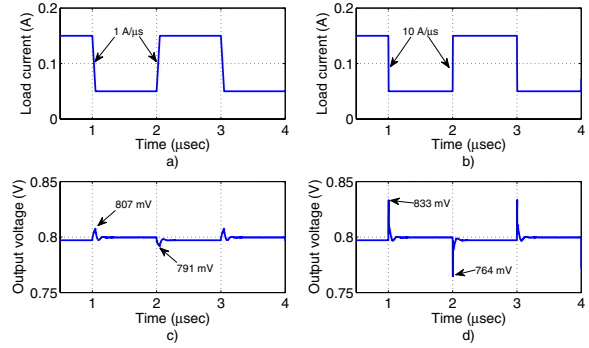 Load current (A)
0.2
0.1
0
1 A/µs
1
2
3
4
Time (µsec)
a)
Load current (A)
0.2
0.1
0
10 A/µs
1
2
3
4
Time (µsec)
b)
Output voltage (V)
0.85
0.8
0.75
807 mV
791 mV
1
2
3
4
Time (µsec)
c)
Output voltage (V)
0.85
0.8
0.75
833 mV
764 mV
1
2
3
4
Time (µsec)
d)